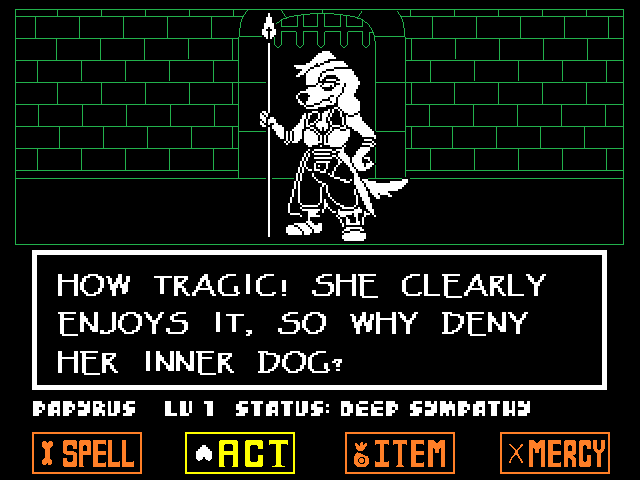 HOW TRAGIC! SHE CLEARLY
ENJOYS IT, SO WHY DENY
HER INNER DOG?
PAPYRUS LV 1 STATUS: DEEP SYMPATHY
SPELL ACT ITEM MERCY